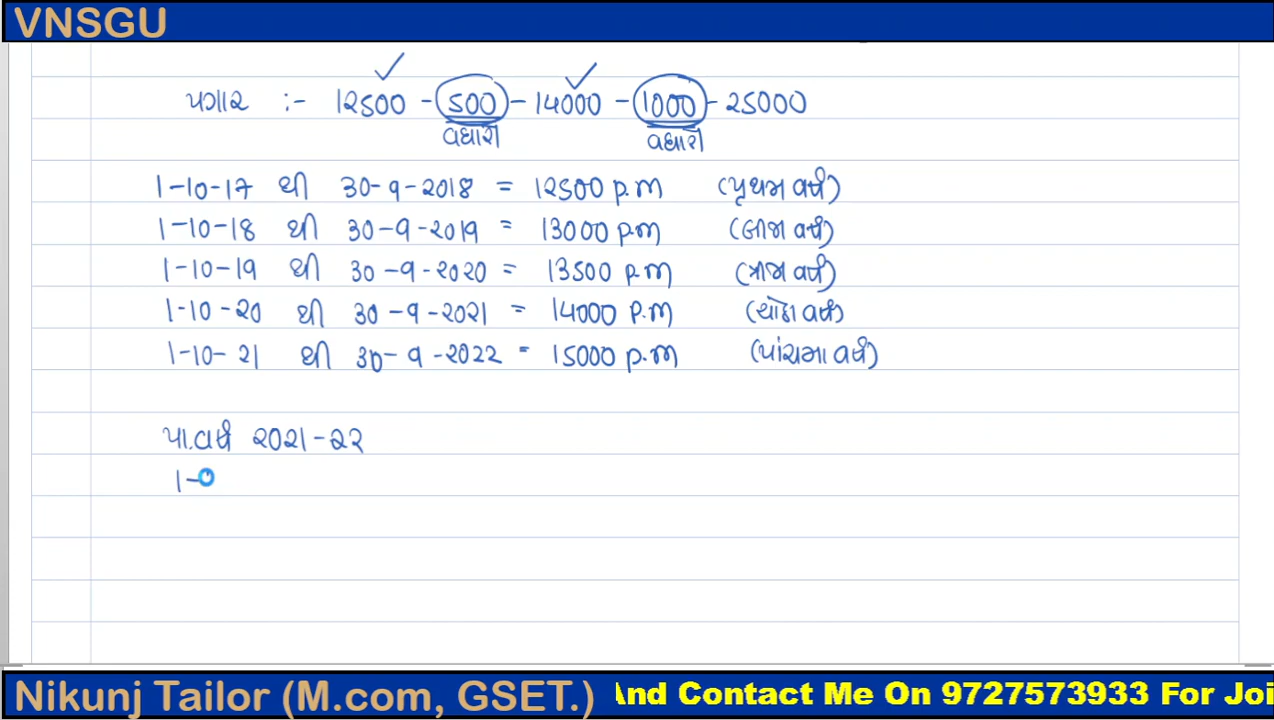 VNSGU
પગાર :- 12500 - 500 - 14000 - 1000 - 25000
વધારો વધારો
1-10-17 થી 30-9-2018 = 12500 p.m (પ્રથમ વર્ષ)
1-10-18 થી 30-9-2019 = 13000 p.m (બીજા વર્ષ)
1-10-19 થી 30-9-2020 = 13500 p.m (ત્રીજા વર્ષ)
1-10-20 થી 30-9-2021 = 14000 p.m (ચોથા વર્ષ)
1-10-21 થી 30-9-2022 = 15000 p.m (પાંચમા વર્ષ)
પા.વર્ષ 2021-22
1-
Nikunj Tailor (M.com, GSET.) And Contact Me On 9727573933 For Joi